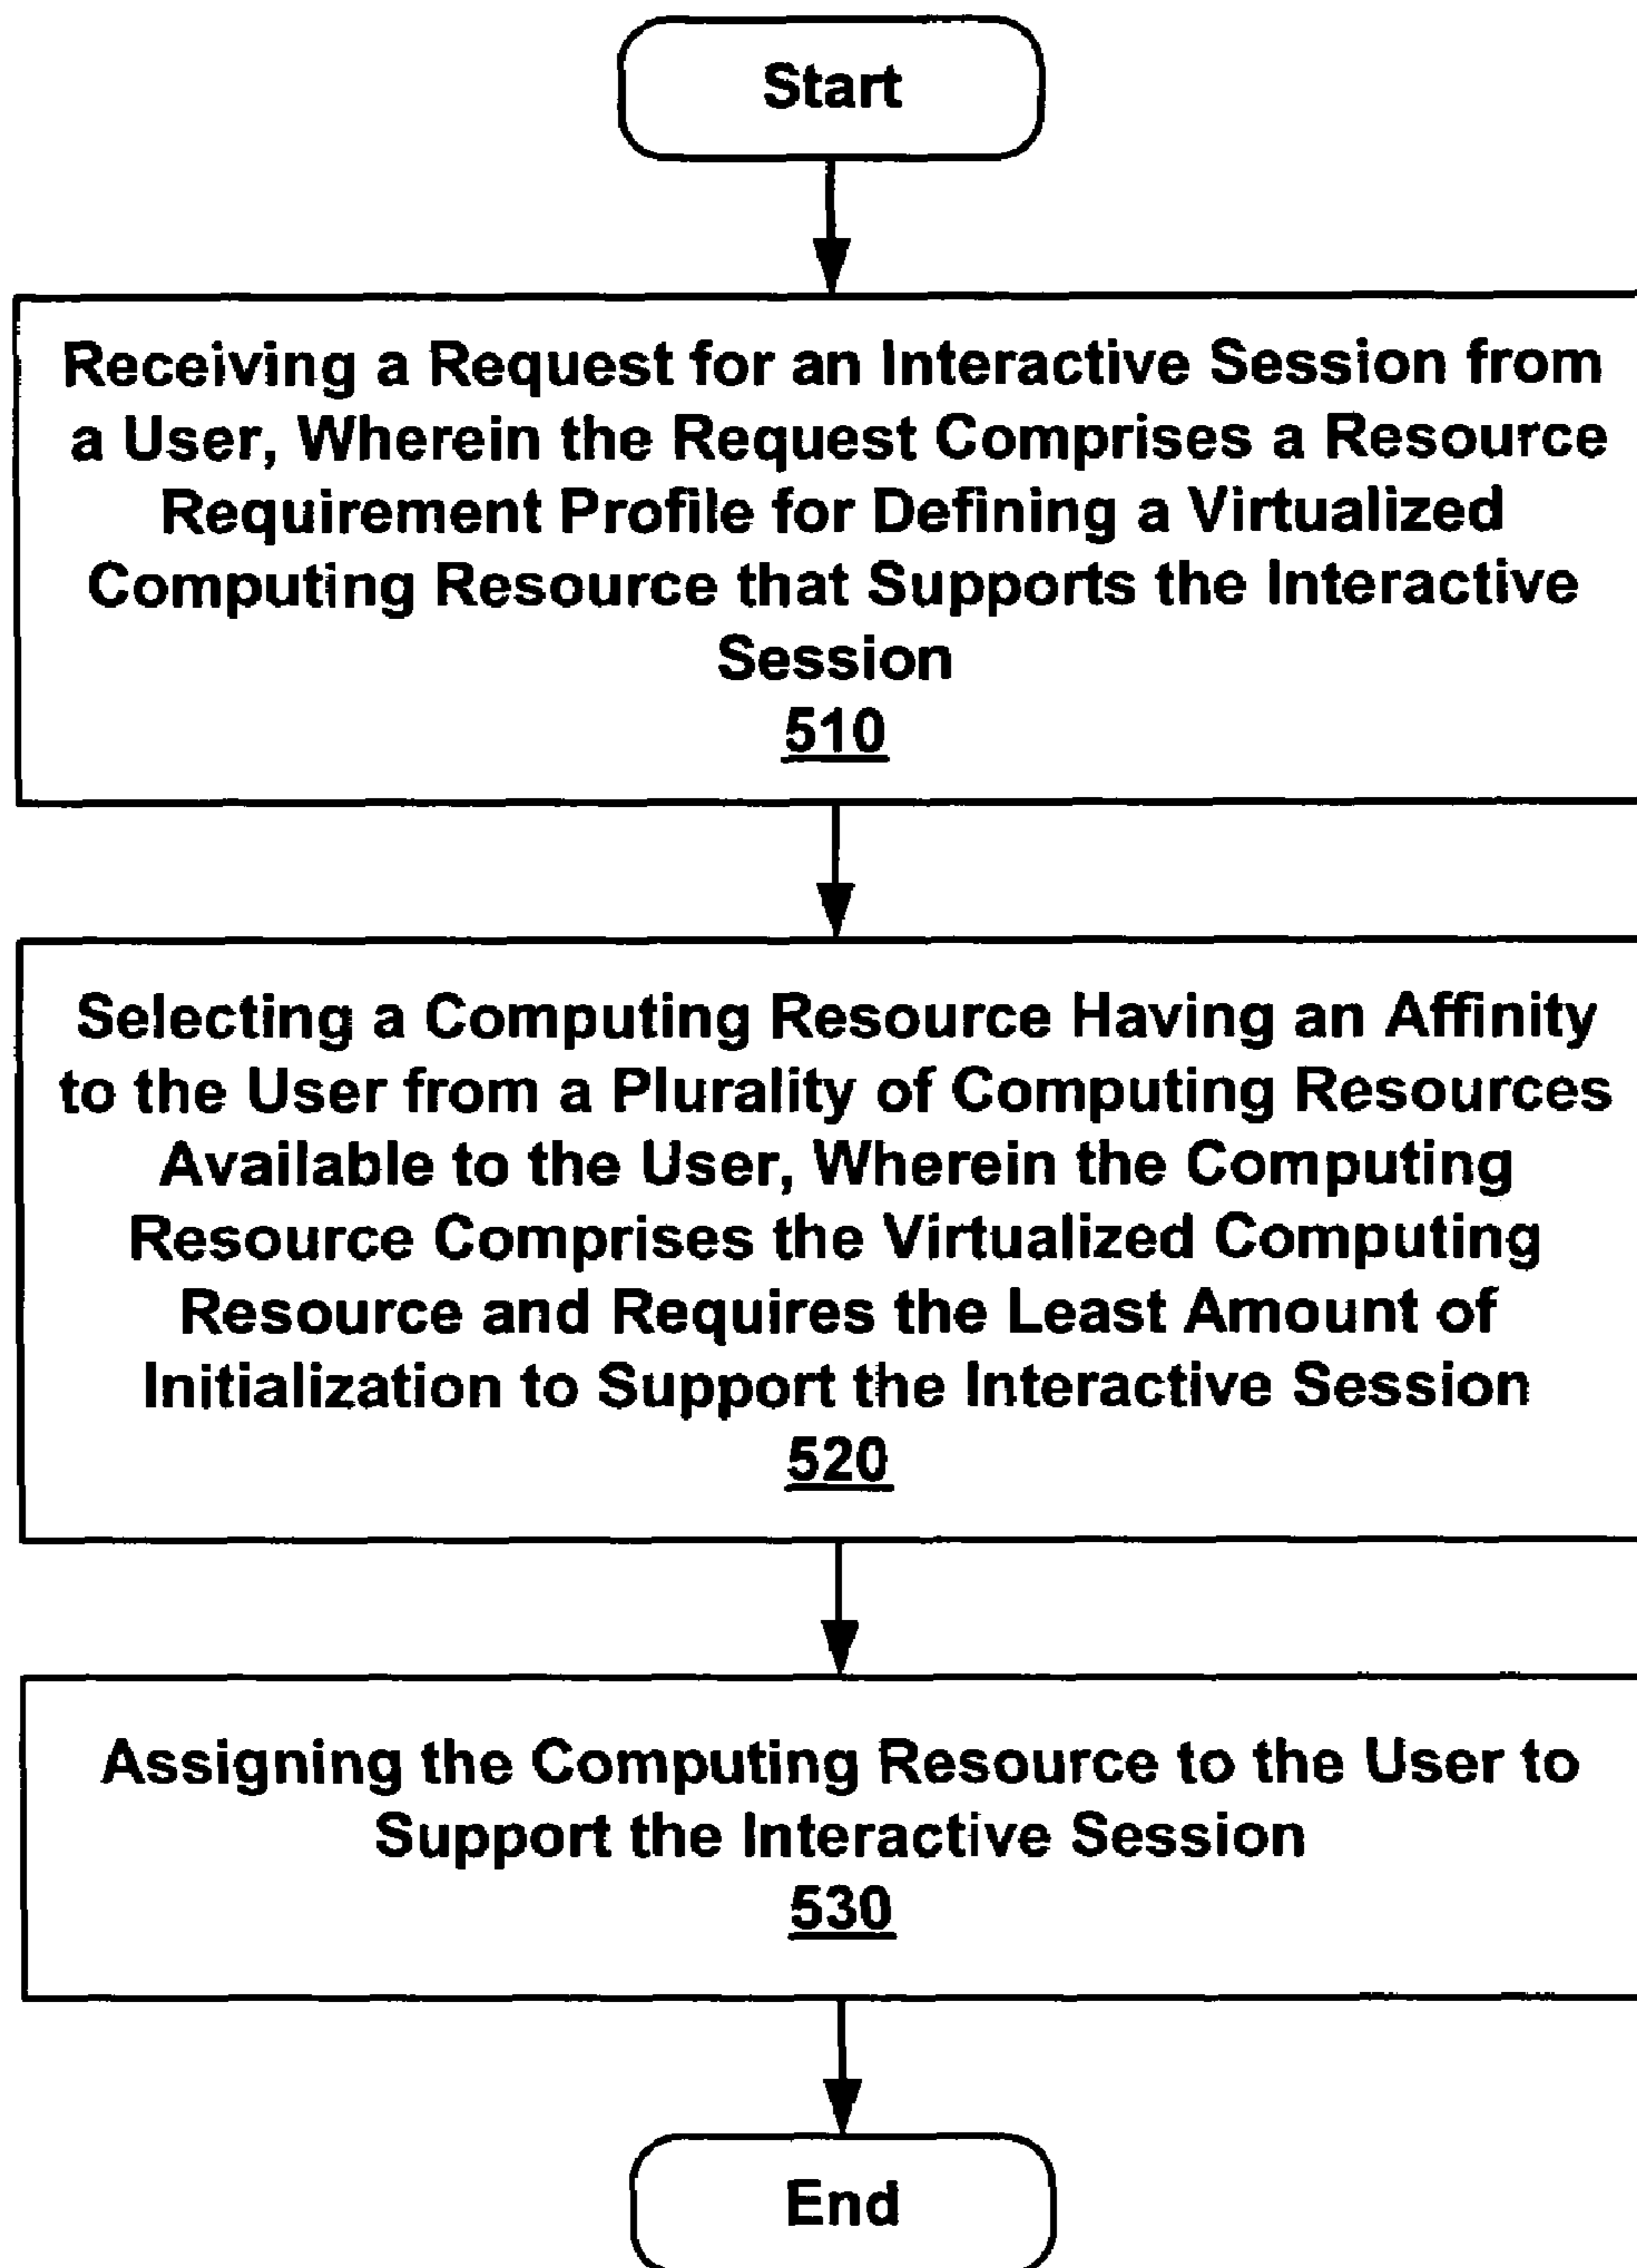 Start
Receiving a Request for an Interactive Session from
a User, Wherein the Request Comprises a Resource
Requirement Profile for Defining a Virtualized
Computing Resource that Supports the Interactive
Session
510
Selecting a Computing Resource Having an Affinity
to the User from a Plurality of Computing Resources
Available to the User, Wherein the Computing
Resource Comprises the Virtualized Computing
Resource and Requires the Least Amount of
Initialization to Support the Interactive Session
520
Assigning the Computing Resource to the User to
Support the Interactive Session
530
End